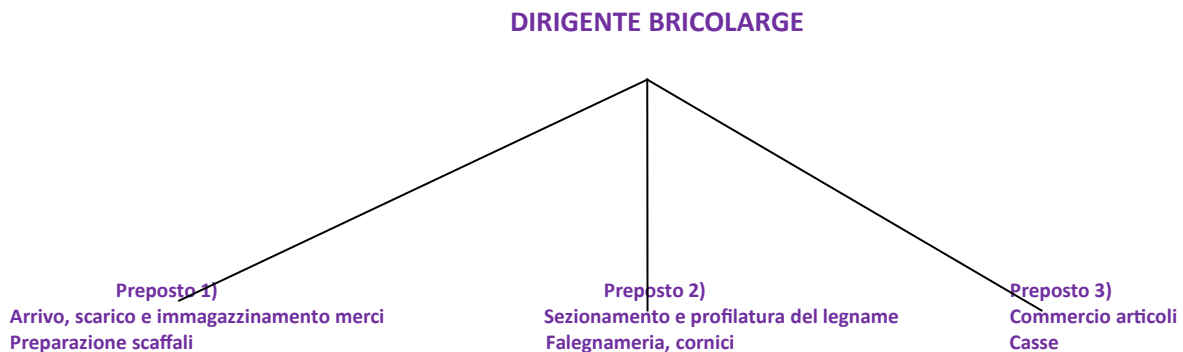 DIRIGENTE BRICOLARGE
Preposto 1)
Arrivo, scarico e immagazzinamento merci
Preparazione scaffali
Preposto 2)
Sezionamento e profilatura del legname
Falegnameria, cornici
Preposto 3)
Commercio articoli
Casse